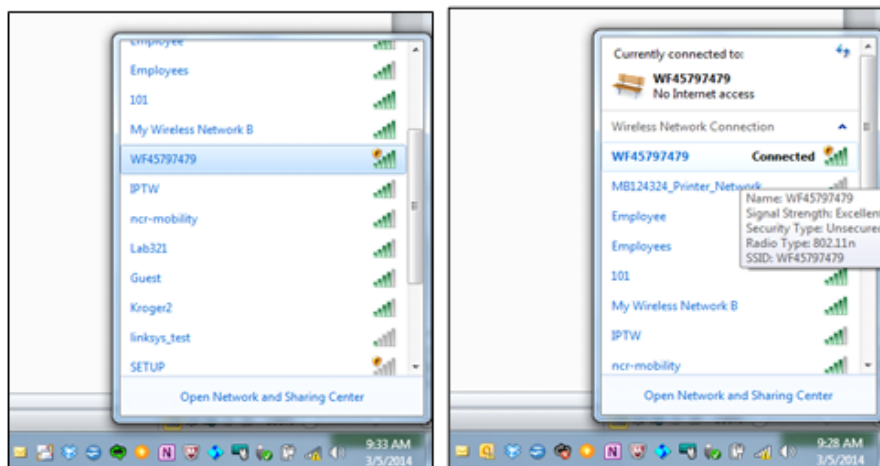 Employee
Employees
101
My Wireless Network B
WF45797479
IPTW
ncr-mobility
Lab321
Guest
Kroger2
linksys_test
SETUP
Open Network and Sharing Center
9:33 AM
3/5/2014
Currently connected to:
WF45797479
No Internet access
Wireless Network Connection
WF45797479 Connected
MB124324_Printer_Network
Name: WF45797479
Signal Strength: Excellent
Security Type: Unsecured
Radio Type: 802.11n
SSID: WF45797479
Employee
Employees
101
My Wireless Network B
IPTW
ncr-mobility
Open Network and Sharing Center
9:28 AM
3/5/2014